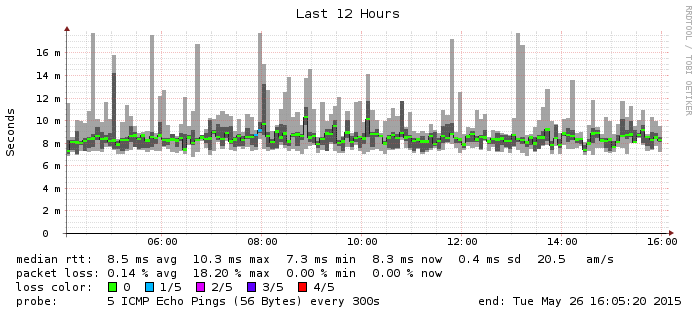 Last 12 Hours
RRDTOOL / TOBI OETIKER
Seconds
16 m
14 m
12 m
10 m
8 m
6 m
4 m
2 m
0
06:00 08:00 10:00 12:00 14:00 16:00
median rtt: 8.5 ms avg 10.3 ms max 7.3 ms min 8.3 ms now 0.4 ms sd 20.5 am/s
packet loss: 0.14 % avg 18.20 % max 0.00 % min 0.00 % now
loss color: 0 1/5 2/5 3/5 4/5
probe: 5 ICMP Echo Pings (56 Bytes) every 300s end: Tue May 26 16:05:20 2015